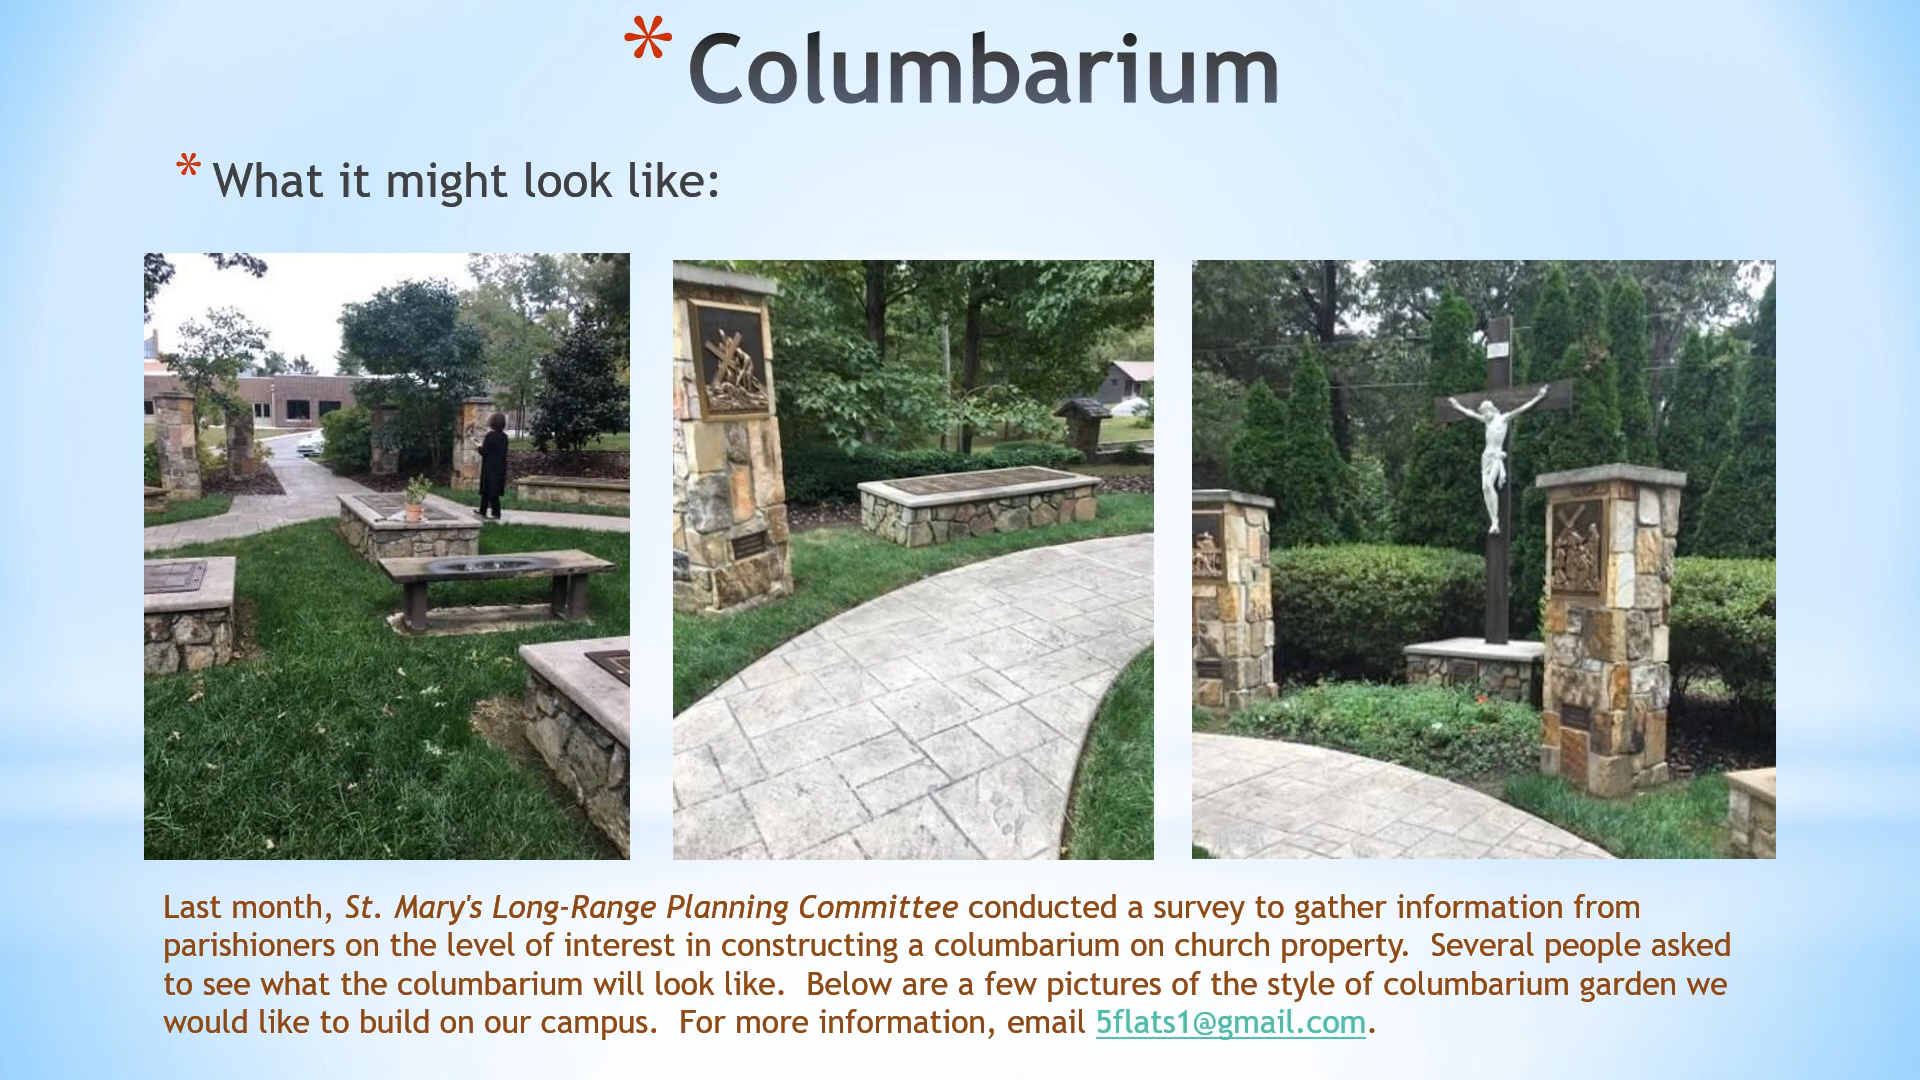 * Columbarium
* What it might look like:
Last month, St. Mary's Long-Range Planning Committee conducted a survey to gather information from
parishioners on the level of interest in constructing a columbarium on church property.  Several people asked
to see what the columbarium will look like.  Below are a few pictures of the style of columbarium garden we
would like to build on our campus.  For more information, email 5flats1@gmail.com.